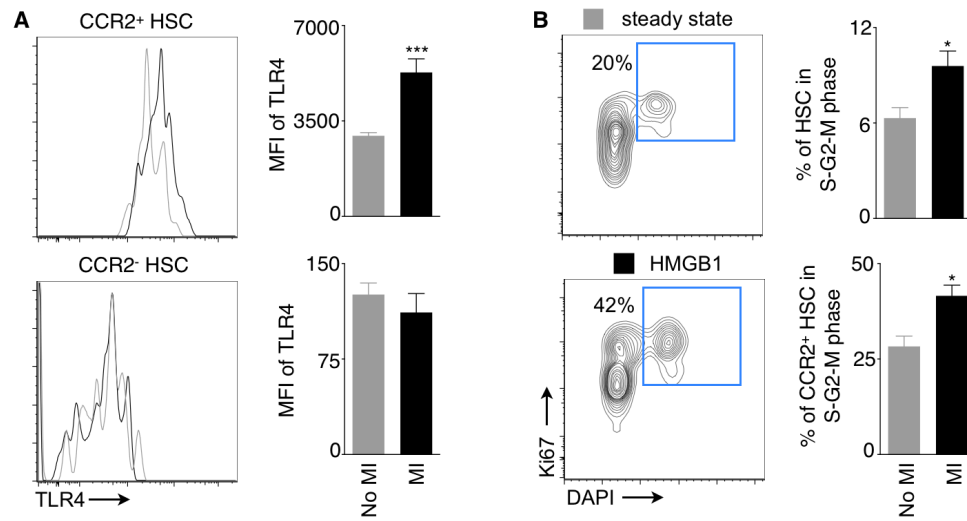 A
CCR2+ HSC
MFI of TLR4
7000
3500
0
***
CCR2- HSC
TLR4
MFI of TLR4
150
75
0
No MI
MI
B
steady state
20%
HMGB1
42%
Ki67
DAPI
% of HSC in
S-G2-M phase
12
6
0
*
% of CCR2+ HSC in
S-G2-M phase
50
25
0
*
No MI
MI